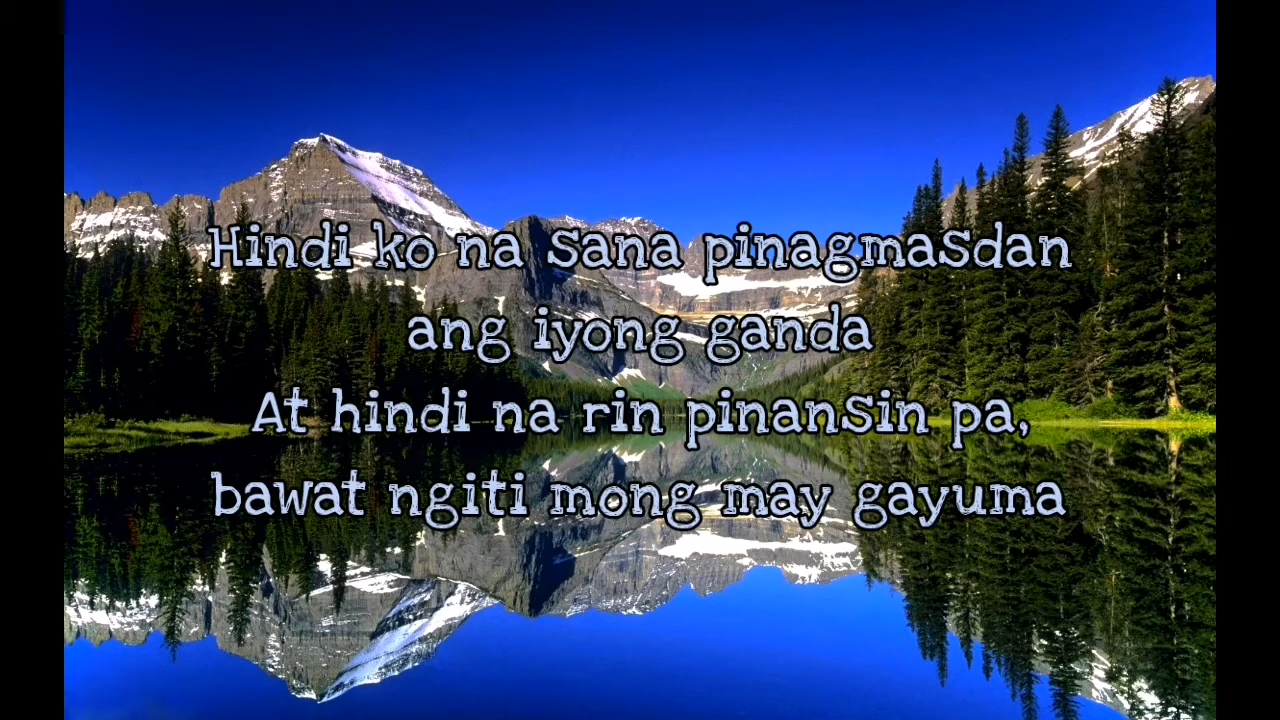 Hindi ko na sana pinagmasdan
ang iyong ganda
At hindi na rin pinansin pa,
bawat ngiti mong may gayuma